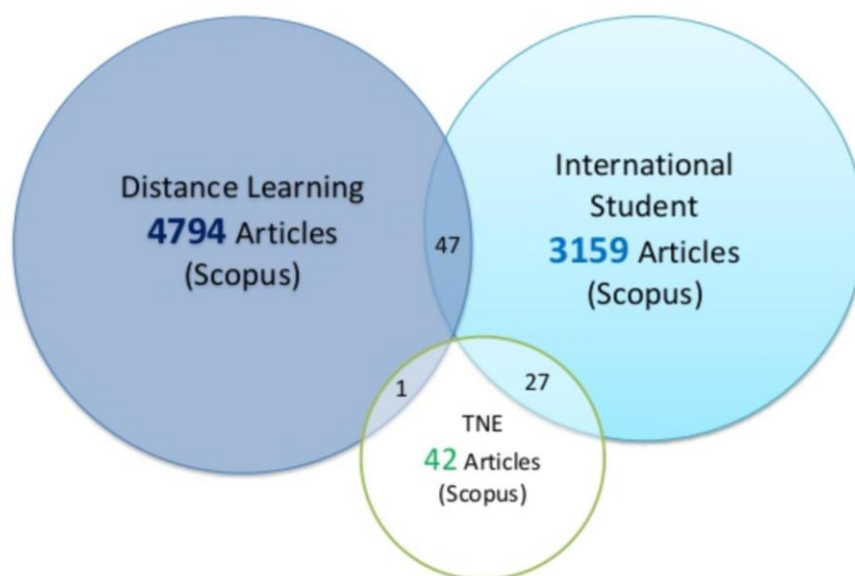 Distance Learning
4794 Articles
(Scopus)
47
International
Student
3159 Articles
(Scopus)
1
27
TNE
42 Articles
(Scopus)